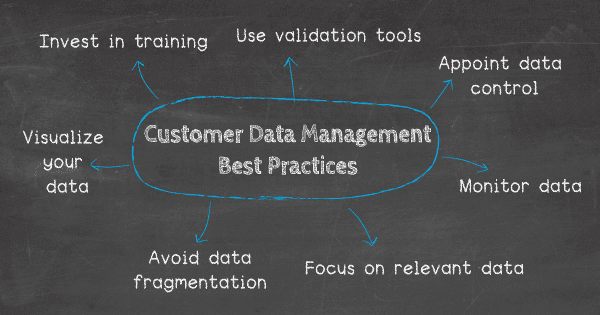 Invest in training
Use validation tools
Appoint data
control
Customer Data Management
Best Practices
Visualize
your
data
Monitor data
Avoid data
fragmentation
Focus on relevant data